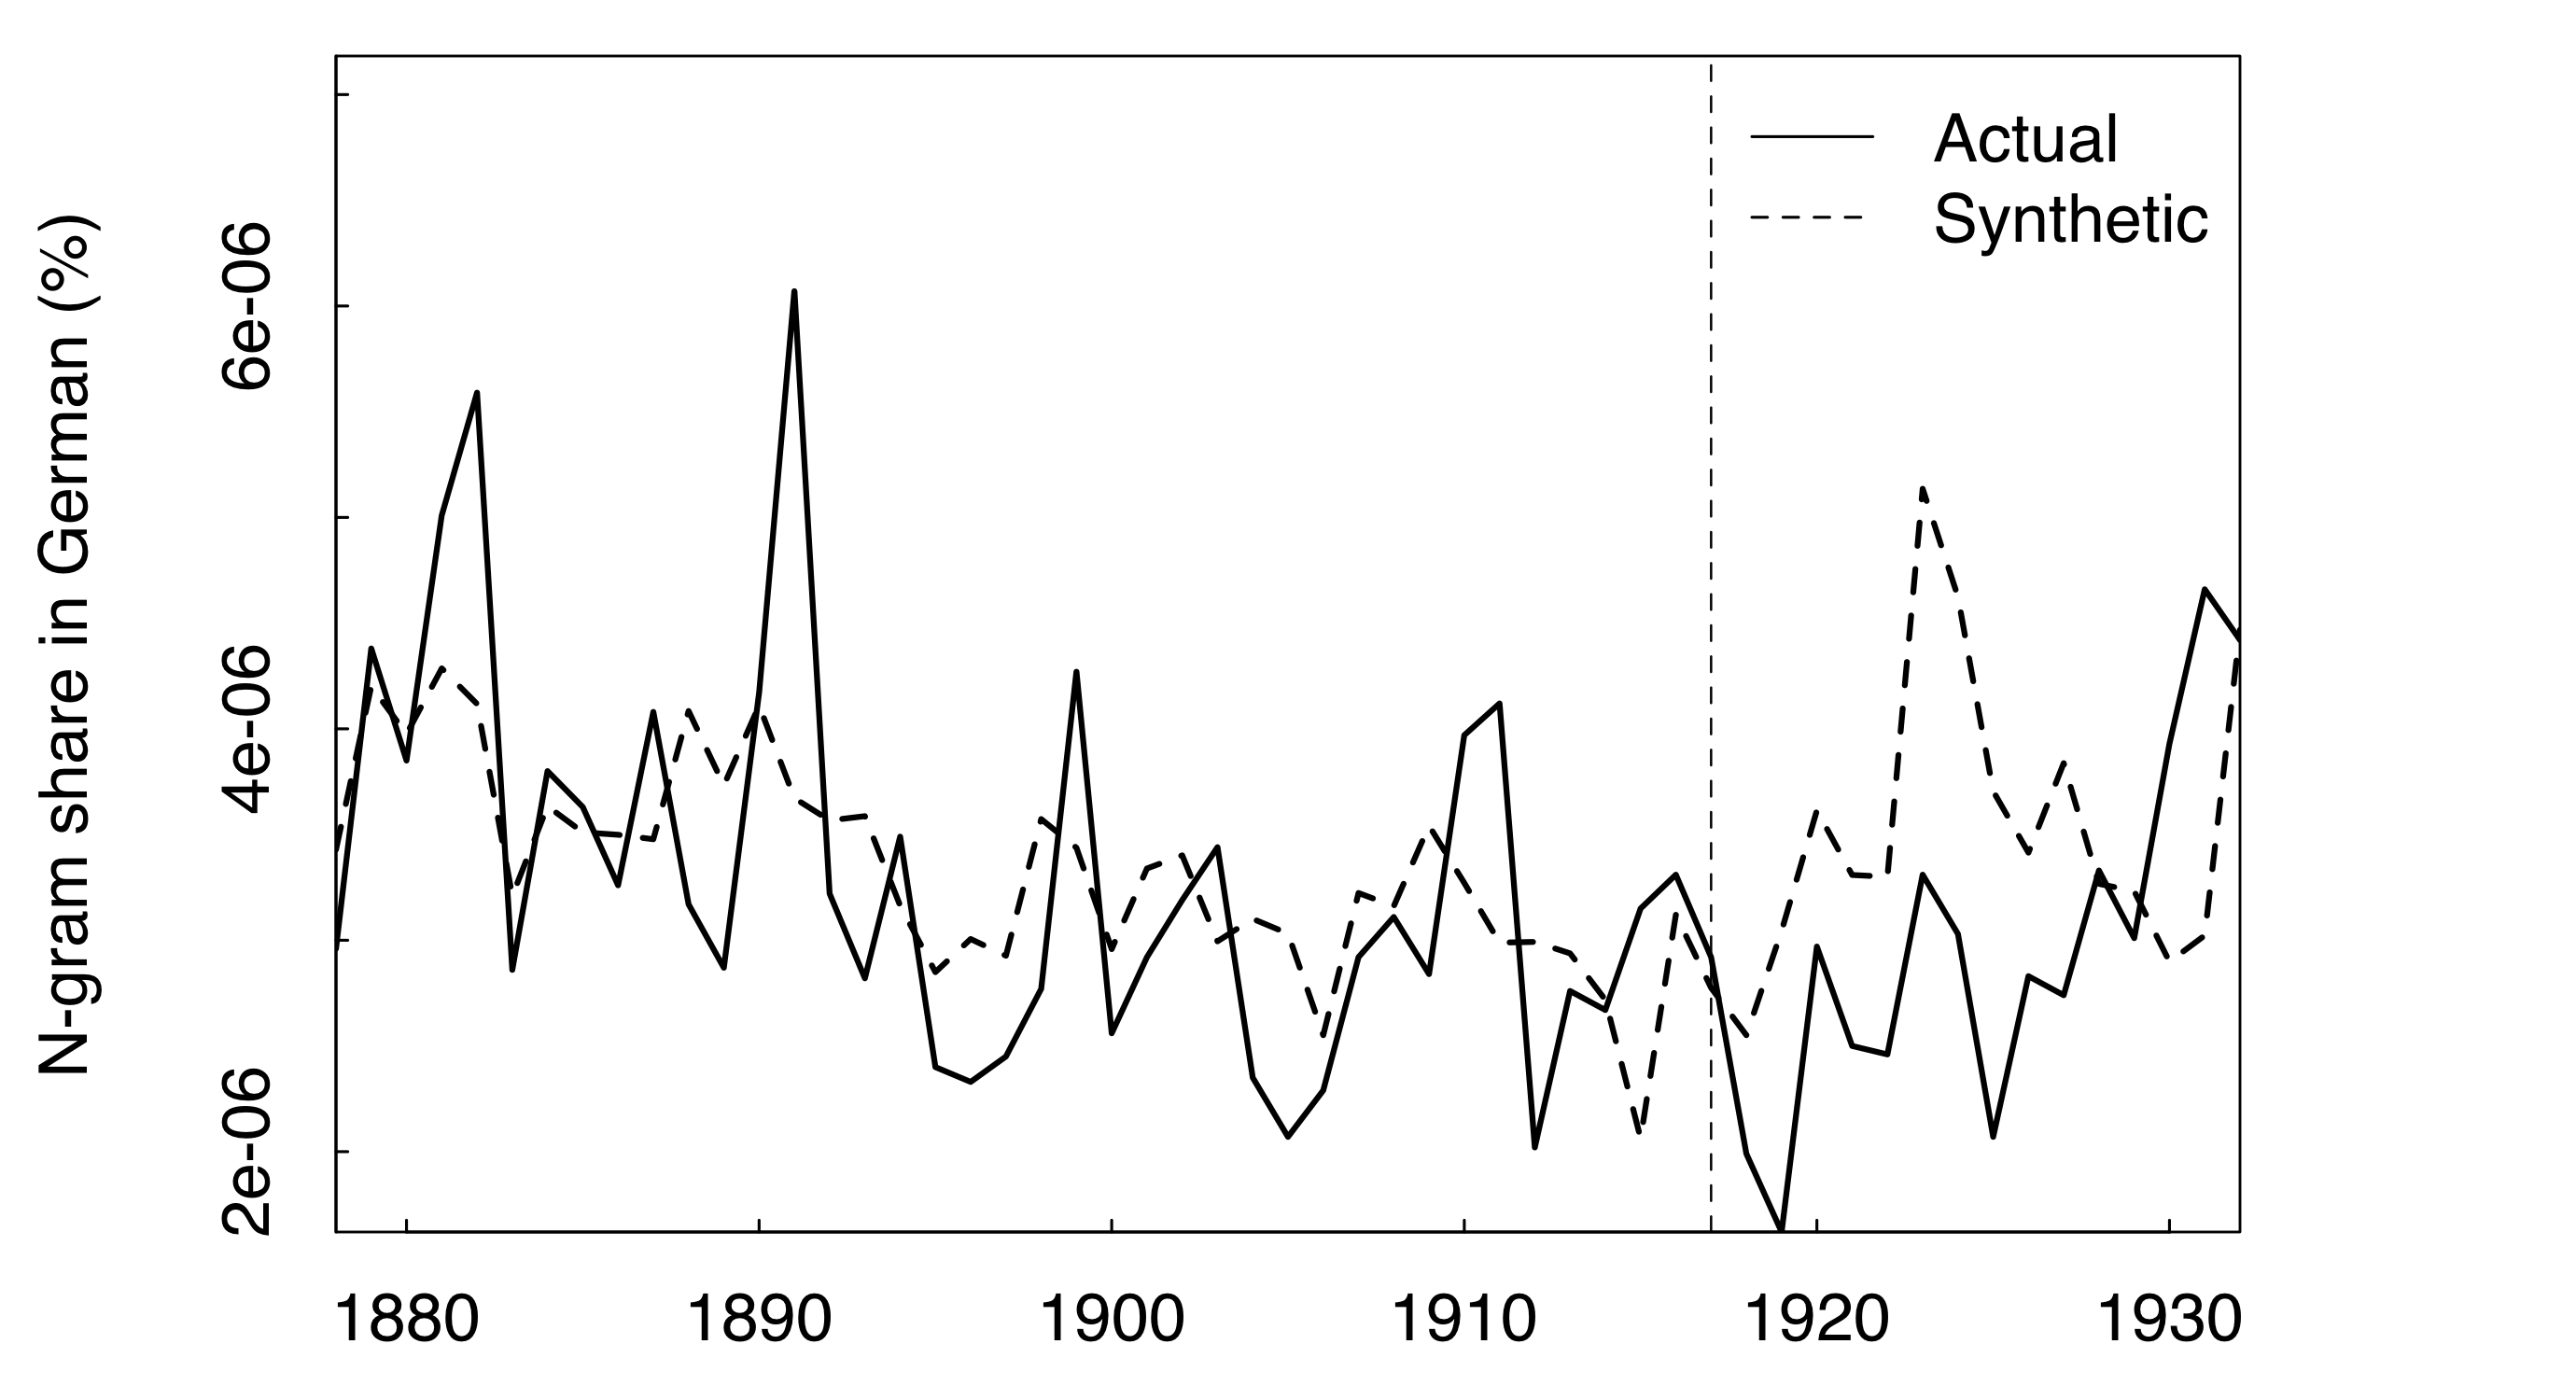 N-gram share in German (%)
6e-06
4e-06
2e-06
Actual
Synthetic
1880 1890 1900 1910 1920 1930